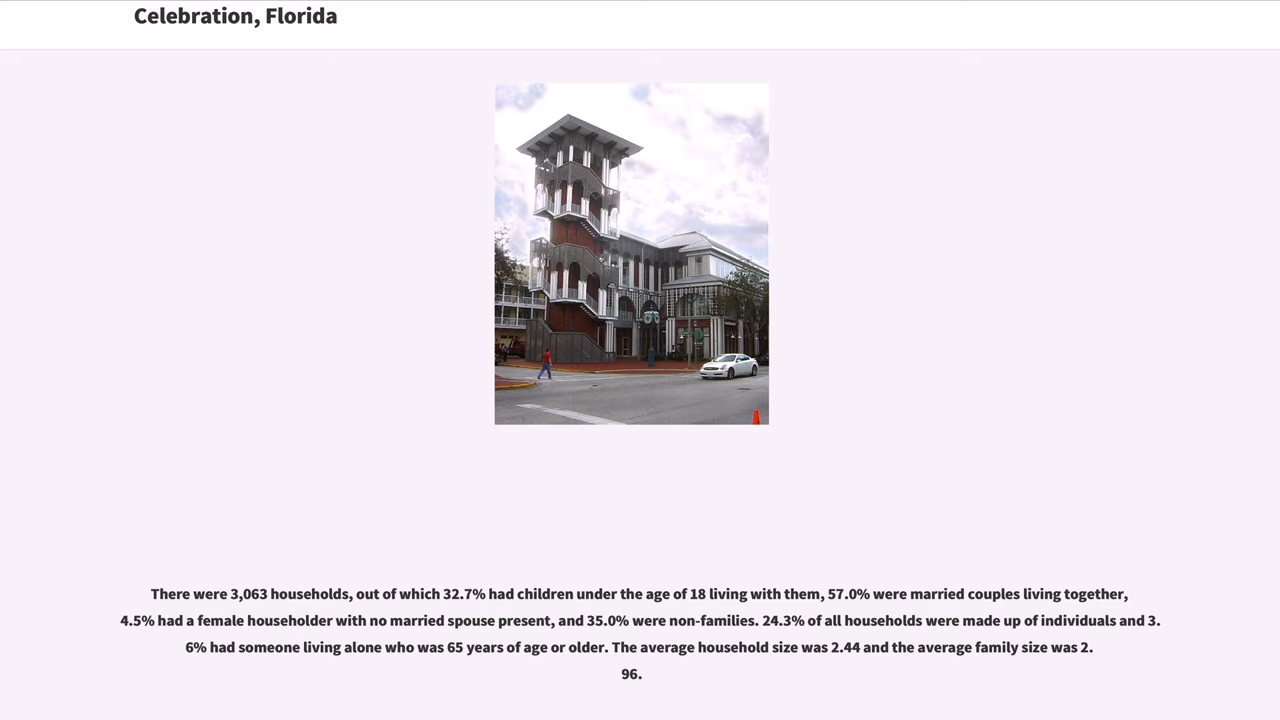 Celebration, Florida
There were 3,063 households, out of which 32.7% had children under the age of 18 living with them, 57.0% were married couples living together,
4.5% had a female householder with no married spouse present, and 35.0% were non-families. 24.3% of all households were made up of individuals and 3.
6% had someone living alone who was 65 years of age or older. The average household size was 2.44 and the average family size was 2.
96.